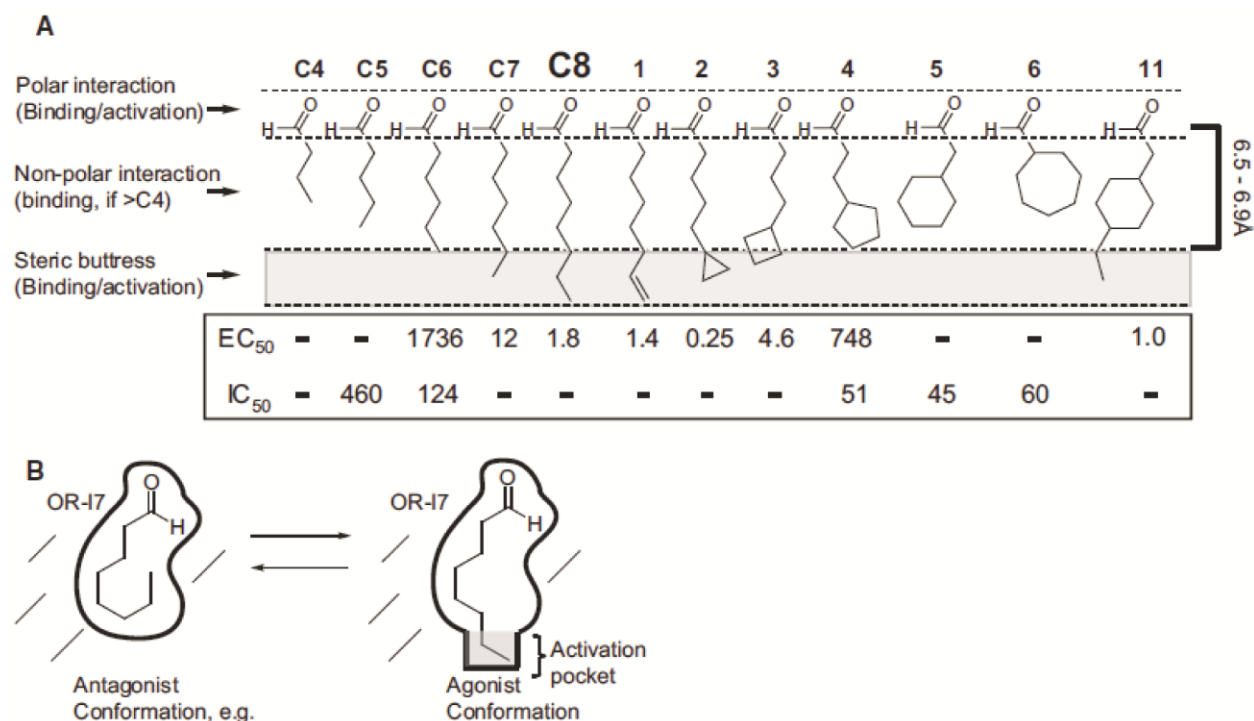 A
C4 C5 C6 C7 C8 1 2 3 4 5 6 11
Polar interaction
(Binding/activation)
O O O O O O O O O O O O
H H H H H H H H H H H H
Non-polar interaction
(binding, if >C4)
6.5 - 6.9Å
Steric buttress
(Binding/activation)
EC50 - - 1736 12 1.8 1.4 0.25 4.6 748 - - 1.0
IC50 - 460 124 - - - - - 51 45 60 -
B
OR-I7
O
H
OR-I7
O
H
Activation
pocket
Antagonist
Conformation, e.g.
Agonist
Conformation